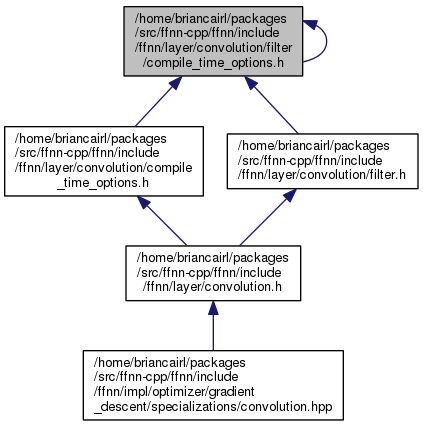 /home/briancairl/packages
/src/ffnn-cpp/ffnn/include
/ffnn/layer/convolution/filter
/compile_time_options.h
/home/briancairl/packages
/src/ffnn-cpp/ffnn/include
/ffnn/layer/convolution/compile
_time_options.h
/home/briancairl/packages
/src/ffnn-cpp/ffnn/include
/ffnn/layer/convolution/filter.h
/home/briancairl/packages
/src/ffnn-cpp/ffnn/include
/ffnn/layer/convolution.h
/home/briancairl/packages
/src/ffnn-cpp/ffnn/include
/ffnn/impl/optimizer/gradient
_descent/specializations/convolution.hpp